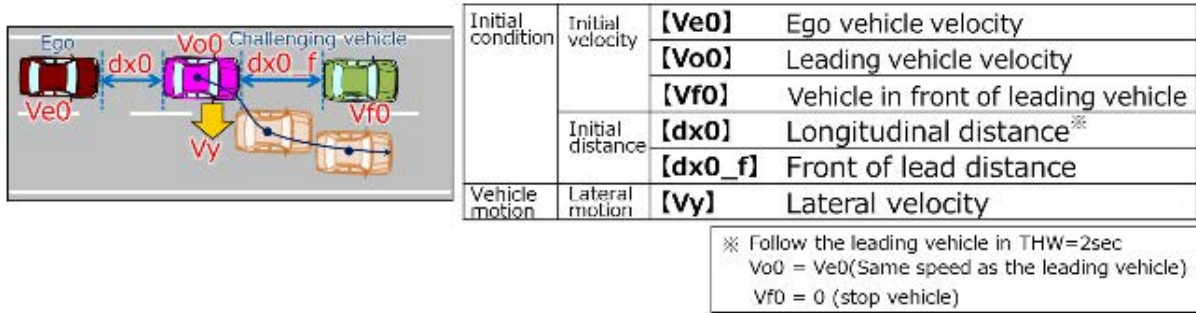 Ego
Vo0 Challenging vehicle
dx0
dx0_f
Ve0
Vf0
Vy
Initial condition
Initial velocity
【Ve0】 Ego vehicle velocity
【Vo0】 Leading vehicle velocity
【Vf0】 Vehicle in front of leading vehicle
Initial distance
【dx0】 Longitudinal distance※
【dx0_f】 Front of lead distance
Vehicle motion
Lateral motion
【Vy】 Lateral velocity
※ Follow the leading vehicle in THW=2sec
Vo0 = Ve0(Same speed as the leading vehicle)
Vf0 = 0 (stop vehicle)